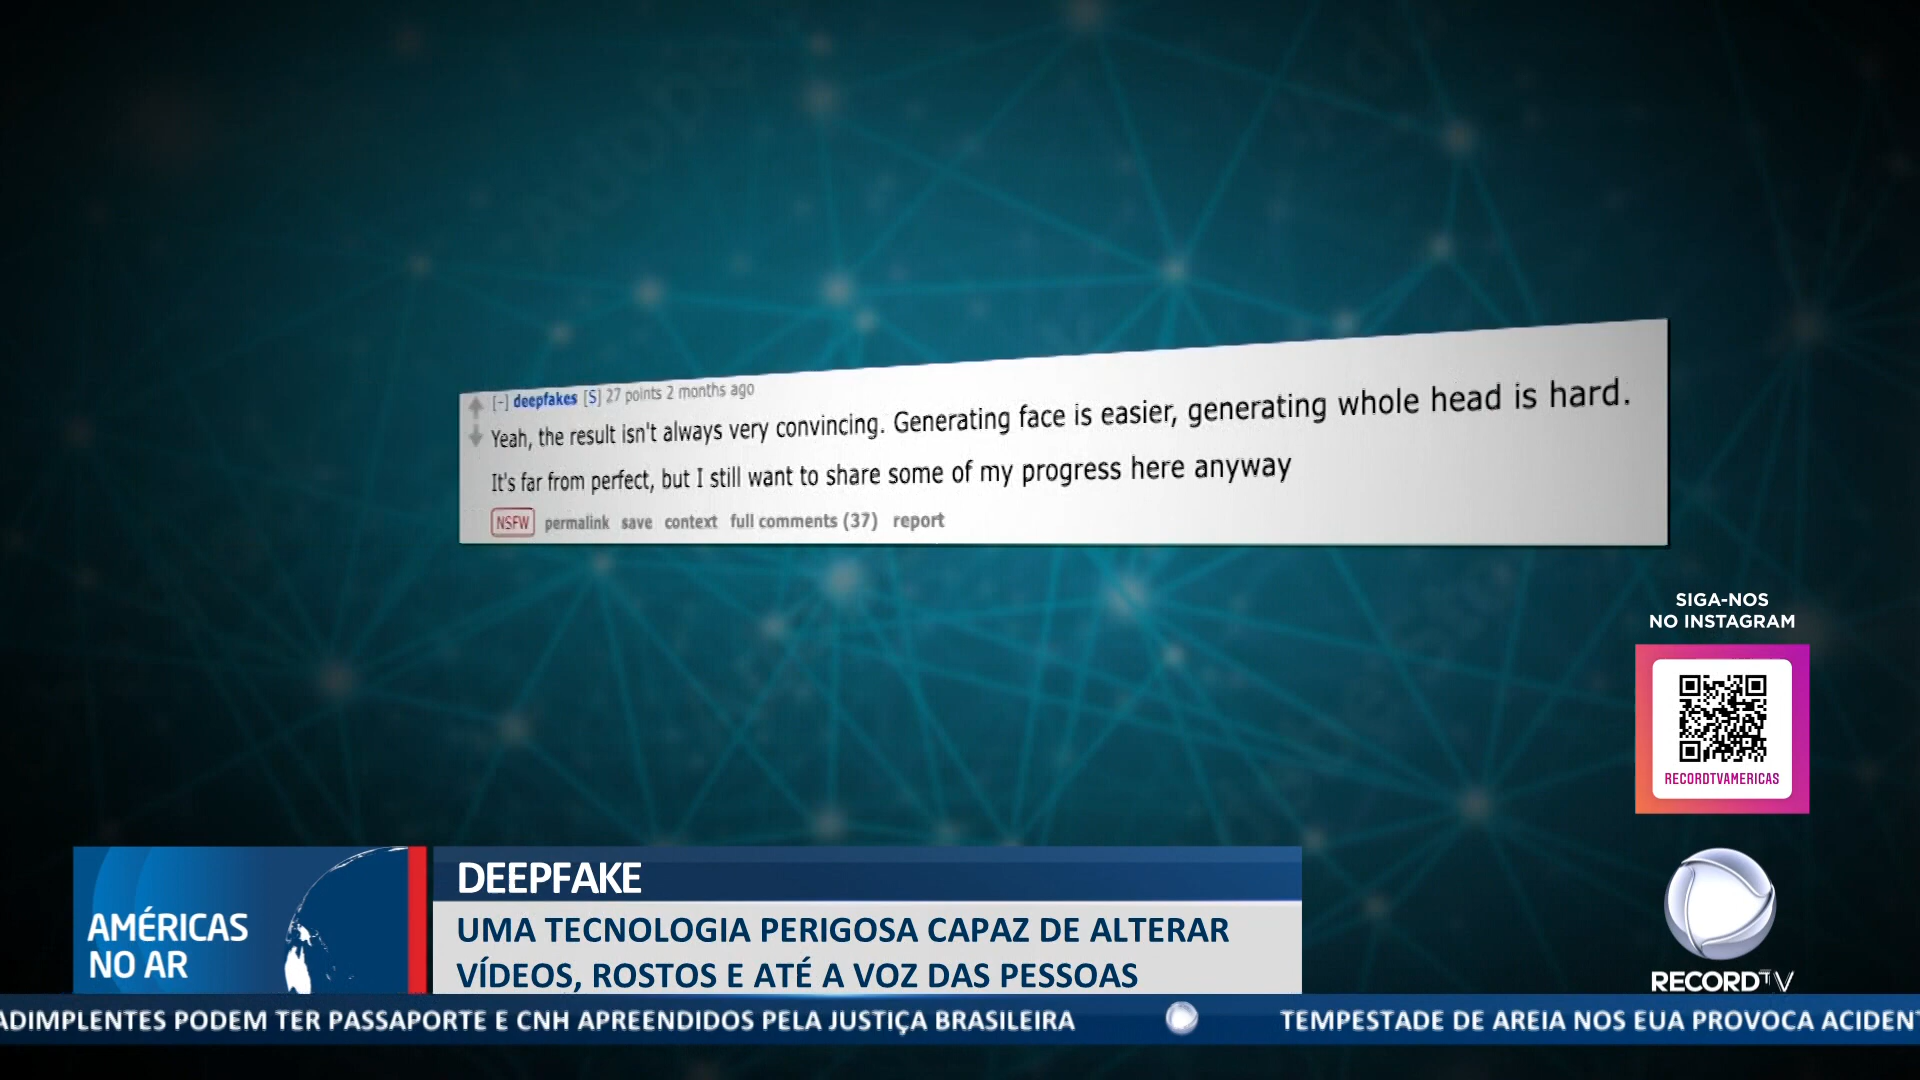 [-] deepfakes [S] 27 points 2 months ago
Yeah, the result isn't always very convincing. Generating face is easier, generating whole head is hard.
It's far from perfect, but I still want to share some of my progress here anyway
NSFW permalink save context full comments (37) report
SIGA-NOS
NO INSTAGRAM
RECORDTVAMERICAS
DEEPFAKE
UMA TECNOLOGIA PERIGOSA CAPAZ DE ALTERAR
VÍDEOS, ROSTOS E ATÉ A VOZ DAS PESSOAS
AMÉRICAS
NO AR
RECORDTV
ADIMPLENTES PODEM TER PASSAPORTE E CNH APREENDIDOS PELA JUSTIÇA BRASILEIRA TEMPESTADE DE AREIA NOS EUA PROVOCA ACIDEN